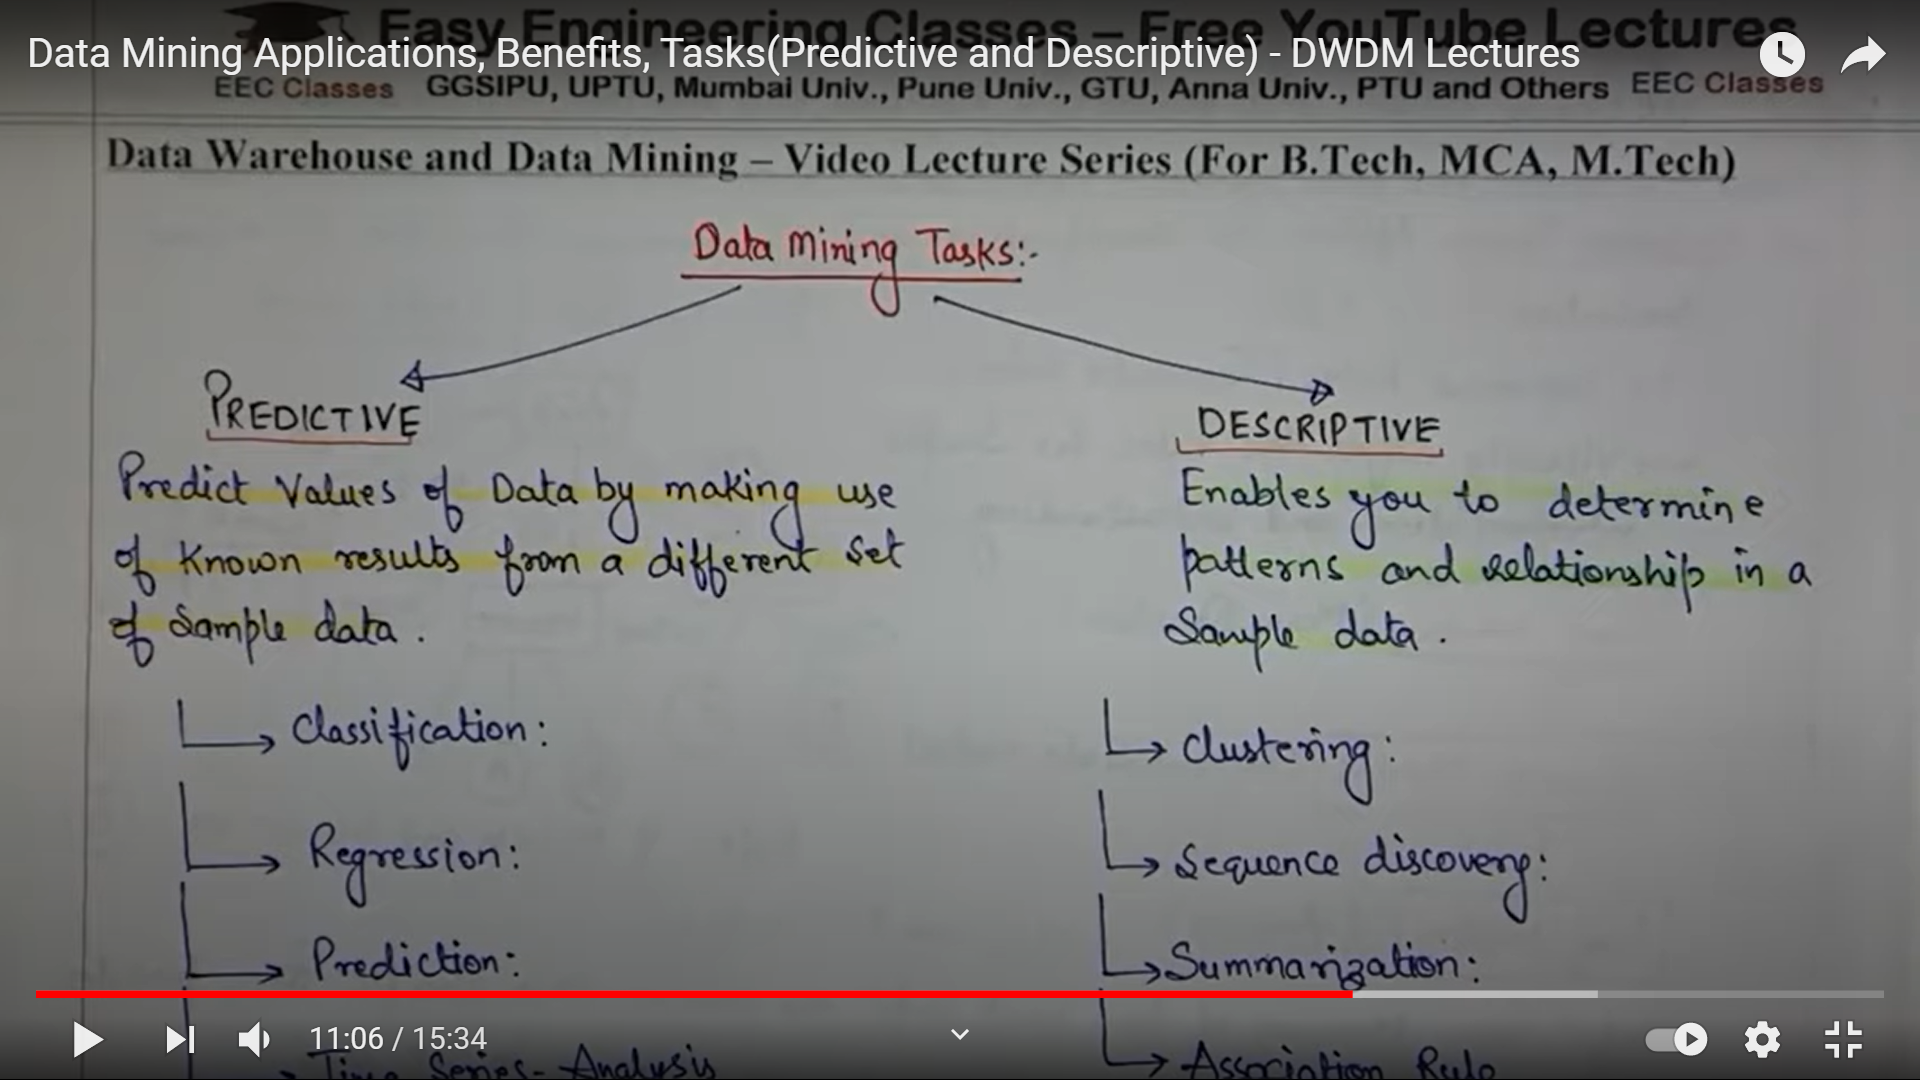 Easy Engineering Classes – Free YouTube Lectures
Data Mining Applications, Benefits, Tasks(Predictive and Descriptive) - DWDM Lectures
EEC Classes GGSIPU, UPTU, Mumbai Univ., Pune Univ., GTU, Anna Univ., PTU and Others EEC Classes
Data Warehouse and Data Mining – Video Lecture Series (For B.Tech, MCA, M.Tech)
Data Mining Tasks:-
PREDICTIVE
Predict Values of Data by making use
of Known results from a different set
of Sample data.
Classification:
Regression:
Prediction:
Time Series-Analysis
DESCRIPTIVE
Enables you to determine
patterns and relationship in a
Sample data.
Clustering:
Sequence discovery:
Summarization:
Association Rule
11:06 / 15:34